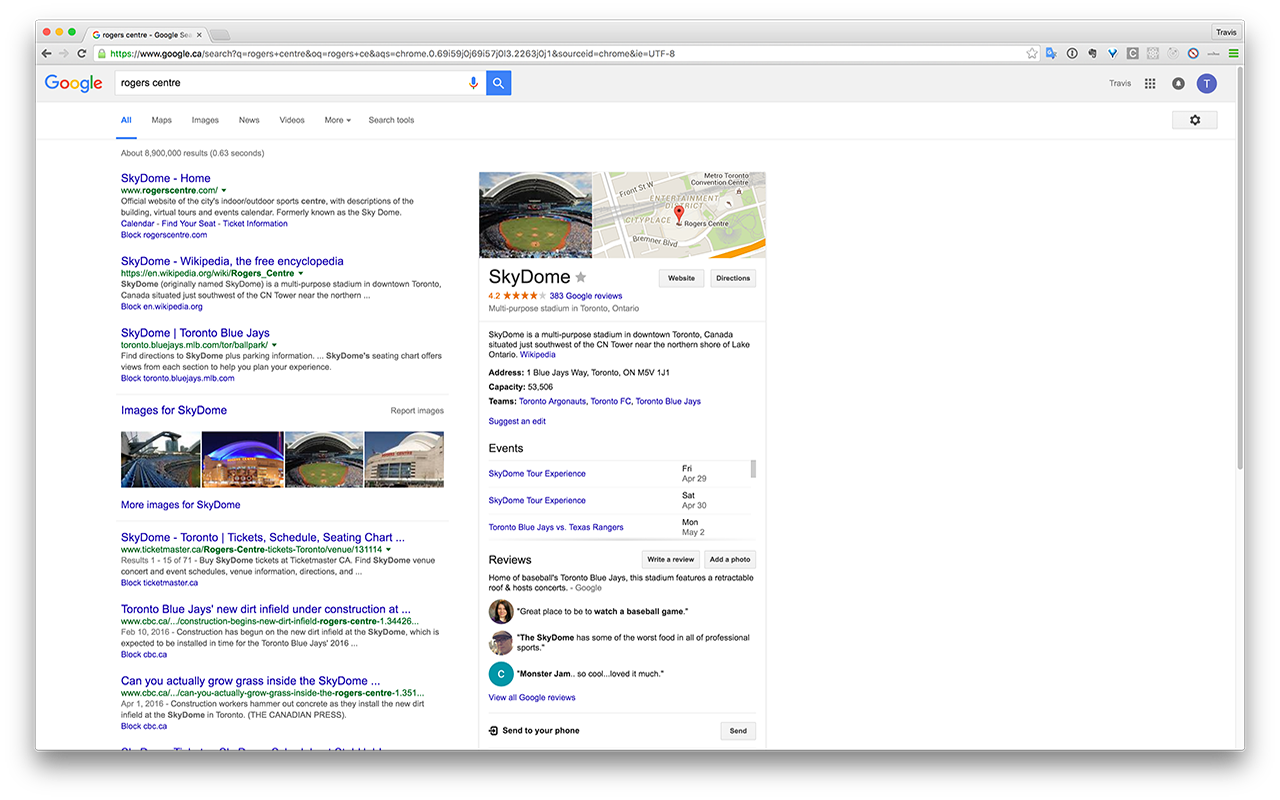 rogers centre - Google Sea
Travis
https://www.google.ca/search?q=rogers+centre&oq=rogers+ce&aqs=chrome.0.69i59j0j69i57j0l3.2263j0j1&sourceid=chrome&ie=UTF-8
Google
rogers centre
Travis
T
All Maps Images News Videos More Search tools
About 8,900,000 results (0.63 seconds)
SkyDome - Home
www.rogerscentre.com/
Official website of the city's indoor/outdoor sports centre, with descriptions of the
building, virtual tours and events calendar. Formerly known as the Sky Dome.
Calendar - Find Your Seat - Ticket Information
Block rogerscentre.com
SkyDome - Wikipedia, the free encyclopedia
https://en.wikipedia.org/wiki/Rogers_Centre
SkyDome (originally named SkyDome) is a multi-purpose stadium in downtown Toronto,
Canada situated just southwest of the CN Tower near the northern ...
Block en.wikipedia.org
SkyDome | Toronto Blue Jays
toronto.bluejays.mlb.com/tor/ballpark/
Find directions to SkyDome plus parking information. ... SkyDome's seating chart offers
views from each section to help you plan your experience.
Block toronto.bluejays.mlb.com
Images for SkyDome
Report images
More images for SkyDome
SkyDome - Toronto | Tickets, Schedule, Seating Chart ...
www.ticketmaster.ca/Rogers-Centre-tickets-Toronto/venue/131114
Results 1 - 15 of 71 - Buy SkyDome tickets at Ticketmaster CA. Find SkyDome venue
concert and event schedules, venue information, directions, and ...
Block ticketmaster.ca
Toronto Blue Jays' new dirt infield under construction at ...
www.cbc.ca/.../construction-begins-new-dirt-infield-rogers-centre-1.34426...
Feb 10, 2016 - Construction has begun on the new dirt infield at the SkyDome, which is
expected to be installed in time for the Toronto Blue Jays' 2016 ...
Block cbc.ca
Can you actually grow grass inside the SkyDome ...
www.cbc.ca/.../can-you-actually-grow-grass-inside-the-rogers-centre-1.351...
Apr 1, 2016 - Construction workers hammer out concrete as they install the new dirt
infield at the SkyDome in Toronto. (THE CANADIAN PRESS).
Block cbc.ca
Metro Toronto
Convention Centre
Front St W
ENTERTAINMENT
DISTRICT
CITYPLACE
Rogers Centre
Bremner Blvd
SkyDome
Website
Directions
4.2 383 Google reviews
Multi-purpose stadium in Toronto, Ontario
SkyDome is a multi-purpose stadium in downtown Toronto, Canada
situated just southwest of the CN Tower near the northern shore of Lake
Ontario. Wikipedia
Address: 1 Blue Jays Way, Toronto, ON M5V 1J1
Capacity: 53,506
Teams: Toronto Argonauts, Toronto FC, Toronto Blue Jays
Suggest an edit
Events
SkyDome Tour Experience
Fri
Apr 29
SkyDome Tour Experience
Sat
Apr 30
Toronto Blue Jays vs. Texas Rangers
Mon
May 2
Reviews
Write a review
Add a photo
Home of baseball's Toronto Blue Jays, this stadium features a retractable
roof & hosts concerts. - Google
"Great place to be to watch a baseball game."
"The SkyDome has some of the worst food in all of professional
sports."
C
"Monster Jam.. so cool...loved it much."
View all Google reviews
Send to your phone
Send